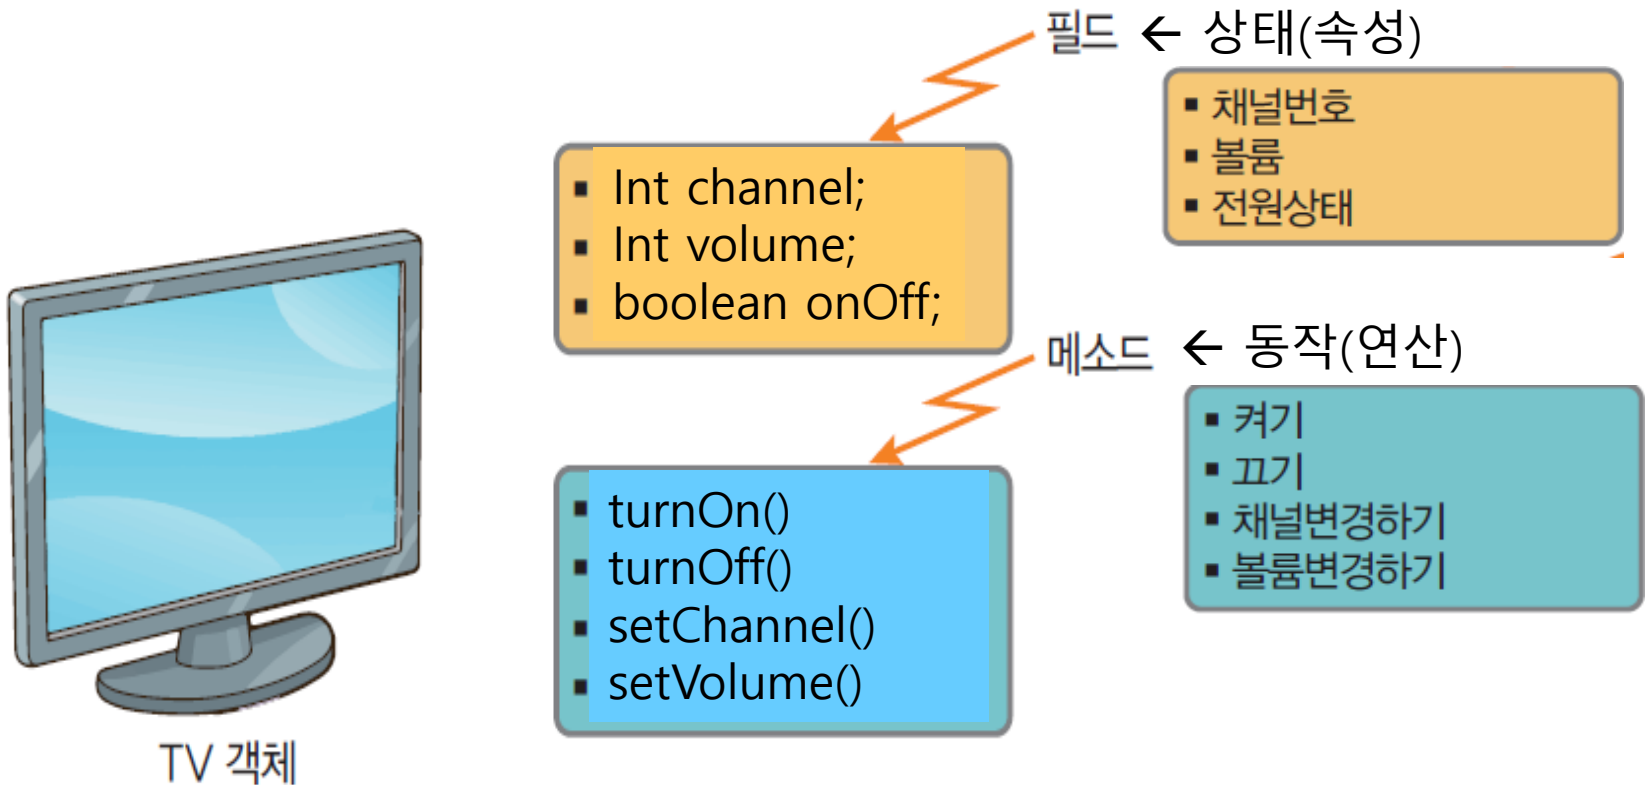 필드 ← 상태(속성)
▪ 채널번호
▪ 볼륨
▪ 전원상태
▪ Int channel;
▪ Int volume;
▪ boolean onOff;
메소드 ← 동작(연산)
▪ 켜기
▪ 끄기
▪ 채널변경하기
▪ 볼륨변경하기
▪ turnOn()
▪ turnOff()
▪ setChannel()
▪ setVolume()
TV 객체